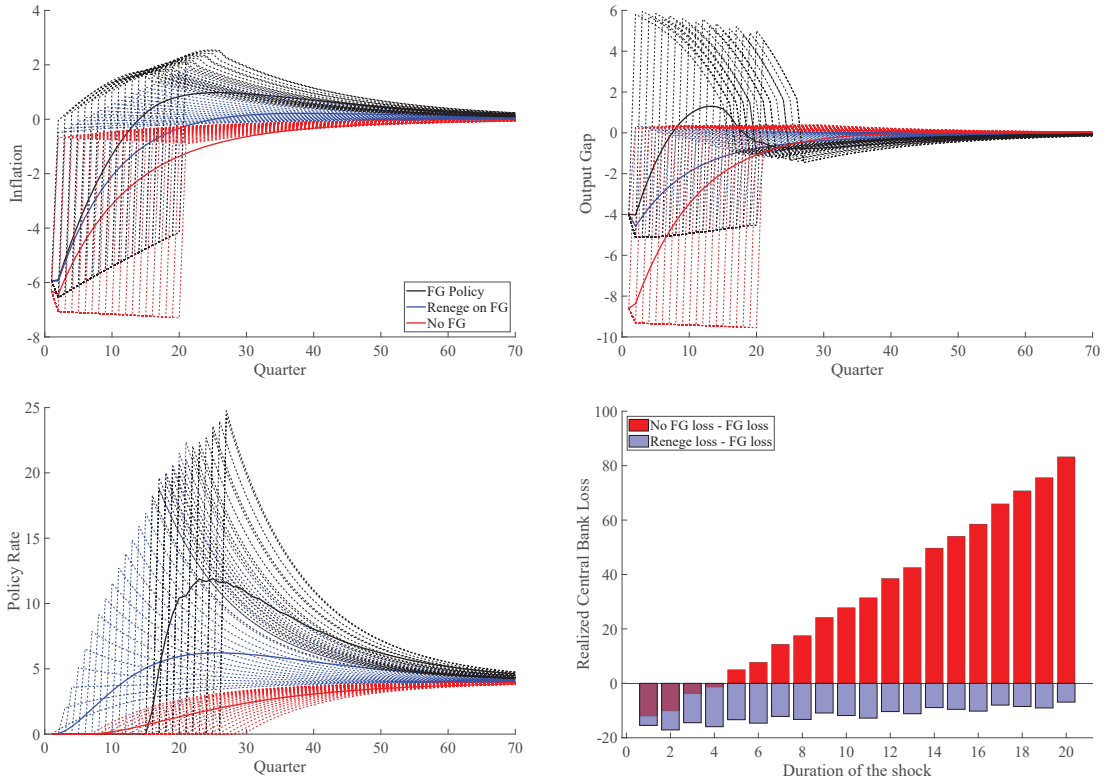 4
2
0
-2
-4
-6
-8
Inflation
0 10 20 30 40 50 60 70
Quarter
FG Policy
Renege on FG
No FG
6
4
2
0
-2
-4
-6
-8
-10
Output Gap
0 10 20 30 40 50 60 70
Quarter
25
20
15
10
5
0
Policy Rate
0 10 20 30 40 50 60 70
Quarter
100
80
60
40
20
0
-20
Realized Central Bank Loss
No FG loss - FG loss
Renege loss - FG loss
0 2 4 6 8 10 12 14 16 18 20
Duration of the shock